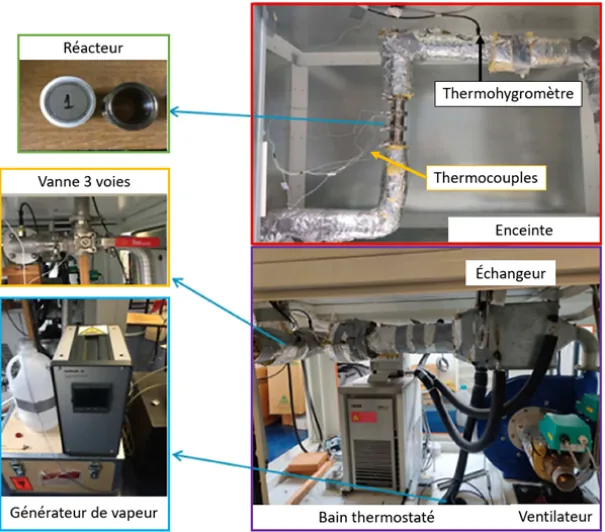 Réacteur
1
Thermohygromètre
Thermocouples
Enceinte
Vanne 3 voies
Échangeur
Générateur de vapeur
Bain thermostaté
Ventilateur